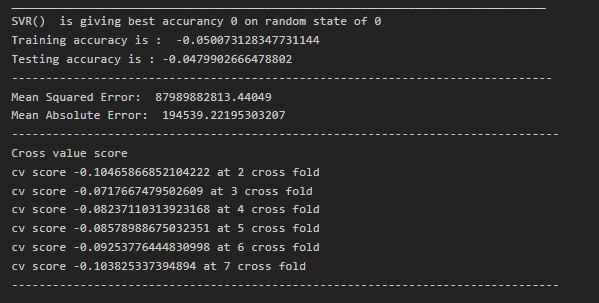 SVR()  is giving best accurancy 0 on random state of 0
Training accuracy is :  -0.050073128347731144
Testing accuracy is : -0.0479902666478802
--------------------------------------------------------------------------------
Mean Squared Error:  87989882813.44049
Mean Absolute Error:  194539.22195303207
---------------------------------------------------------------------------------
Cross value score
cv score -0.10465866852104222 at 2 cross fold
cv score -0.0717667479502609 at 3 cross fold
cv score -0.08237110313923168 at 4 cross fold
cv score -0.08578988675032351 at 5 cross fold
cv score -0.09253776444830998 at 6 cross fold
cv score -0.103825337394894 at 7 cross fold
---------------------------------------------------------------------------------